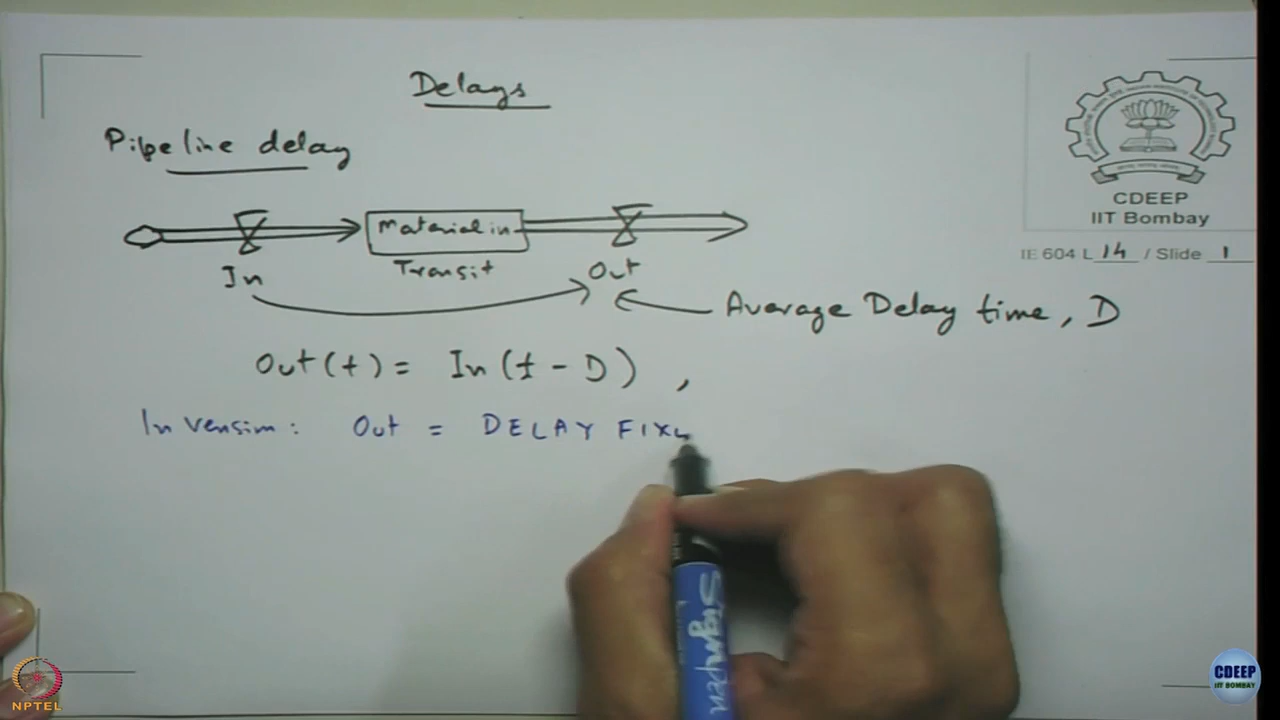 Delays
Pipeline delay
Material in
Transit
In
Out
Average Delay time, D
Out(t) = In(t - D) ,
In Vensim: Out = DELAY FIX
CDEEP
IIT Bombay
IE 604 L 14 / Slide 1
Signpen
NPTEL
CDEEP
IIT BOMBAY